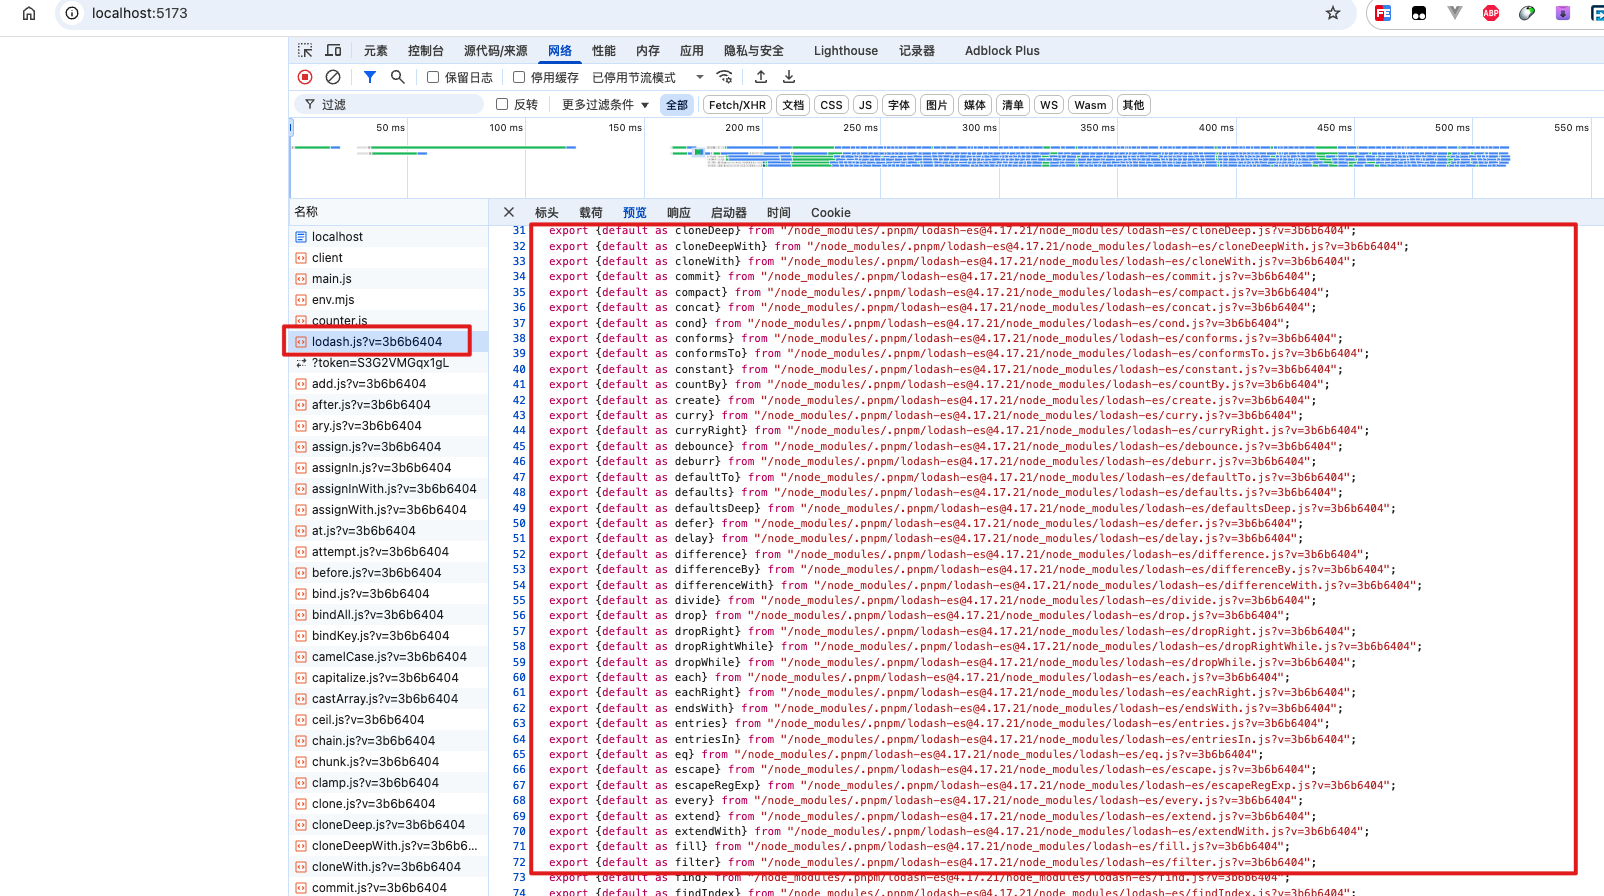 localhost:5173
元素 控制台 源代码/来源 网络 性能 内存 应用 隐私与安全 Lighthouse 记录器 Adblock Plus
保留日志 停用缓存 已停用节流模式
过滤 反转 更多过滤条件 全部 Fetch/XHR 文档 CSS JS 字体 图片 媒体 清单 WS Wasm 其他
50 ms 100 ms 150 ms 200 ms 250 ms 300 ms 350 ms 400 ms 450 ms 500 ms 550 ms
名称
localhost
client
main.js
env.mjs
counter.js
lodash.js?v=3b6b6404
?token=S3G2VMGqx1gL
add.js?v=3b6b6404
after.js?v=3b6b6404
ary.js?v=3b6b6404
assign.js?v=3b6b6404
assignIn.js?v=3b6b6404
assignInWith.js?v=3b6b6404
assignWith.js?v=3b6b6404
at.js?v=3b6b6404
attempt.js?v=3b6b6404
before.js?v=3b6b6404
bind.js?v=3b6b6404
bindAll.js?v=3b6b6404
bindKey.js?v=3b6b6404
camelCase.js?v=3b6b6404
capitalize.js?v=3b6b6404
castArray.js?v=3b6b6404
ceil.js?v=3b6b6404
chain.js?v=3b6b6404
chunk.js?v=3b6b6404
clamp.js?v=3b6b6404
clone.js?v=3b6b6404
cloneDeep.js?v=3b6b6404
cloneDeepWith.js?v=3b6b6...
cloneWith.js?v=3b6b6404
commit.js?v=3b6b6404
标头 载荷 预览 响应 启动器 时间 Cookie
31 export {default as cloneDeep} from "/node_modules/.pnpm/lodash-es@4.17.21/node_modules/lodash-es/cloneDeep.js?v=3b6b6404";
32 export {default as cloneDeepWith} from "/node_modules/.pnpm/lodash-es@4.17.21/node_modules/lodash-es/cloneDeepWith.js?v=3b6b6404";
33 export {default as cloneWith} from "/node_modules/.pnpm/lodash-es@4.17.21/node_modules/lodash-es/cloneWith.js?v=3b6b6404";
34 export {default as commit} from "/node_modules/.pnpm/lodash-es@4.17.21/node_modules/lodash-es/commit.js?v=3b6b6404";
35 export {default as compact} from "/node_modules/.pnpm/lodash-es@4.17.21/node_modules/lodash-es/compact.js?v=3b6b6404";
36 export {default as concat} from "/node_modules/.pnpm/lodash-es@4.17.21/node_modules/lodash-es/concat.js?v=3b6b6404";
37 export {default as cond} from "/node_modules/.pnpm/lodash-es@4.17.21/node_modules/lodash-es/cond.js?v=3b6b6404";
38 export {default as conforms} from "/node_modules/.pnpm/lodash-es@4.17.21/node_modules/lodash-es/conforms.js?v=3b6b6404";
39 export {default as conformsTo} from "/node_modules/.pnpm/lodash-es@4.17.21/node_modules/lodash-es/conformsTo.js?v=3b6b6404";
40 export {default as constant} from "/node_modules/.pnpm/lodash-es@4.17.21/node_modules/lodash-es/constant.js?v=3b6b6404";
41 export {default as countBy} from "/node_modules/.pnpm/lodash-es@4.17.21/node_modules/lodash-es/countBy.js?v=3b6b6404";
42 export {default as create} from "/node_modules/.pnpm/lodash-es@4.17.21/node_modules/lodash-es/create.js?v=3b6b6404";
43 export {default as curry} from "/node_modules/.pnpm/lodash-es@4.17.21/node_modules/lodash-es/curry.js?v=3b6b6404";
44 export {default as curryRight} from "/node_modules/.pnpm/lodash-es@4.17.21/node_modules/lodash-es/curryRight.js?v=3b6b6404";
45 export {default as debounce} from "/node_modules/.pnpm/lodash-es@4.17.21/node_modules/lodash-es/debounce.js?v=3b6b6404";
46 export {default as deburr} from "/node_modules/.pnpm/lodash-es@4.17.21/node_modules/lodash-es/deburr.js?v=3b6b6404";
47 export {default as defaultTo} from "/node_modules/.pnpm/lodash-es@4.17.21/node_modules/lodash-es/defaultTo.js?v=3b6b6404";
48 export {default as defaults} from "/node_modules/.pnpm/lodash-es@4.17.21/node_modules/lodash-es/defaults.js?v=3b6b6404";
49 export {default as defaultsDeep} from "/node_modules/.pnpm/lodash-es@4.17.21/node_modules/lodash-es/defaultsDeep.js?v=3b6b6404";
50 export {default as defer} from "/node_modules/.pnpm/lodash-es@4.17.21/node_modules/lodash-es/defer.js?v=3b6b6404";
51 export {default as delay} from "/node_modules/.pnpm/lodash-es@4.17.21/node_modules/lodash-es/delay.js?v=3b6b6404";
52 export {default as difference} from "/node_modules/.pnpm/lodash-es@4.17.21/node_modules/lodash-es/difference.js?v=3b6b6404";
53 export {default as differenceBy} from "/node_modules/.pnpm/lodash-es@4.17.21/node_modules/lodash-es/differenceBy.js?v=3b6b6404";
54 export {default as differenceWith} from "/node_modules/.pnpm/lodash-es@4.17.21/node_modules/lodash-es/differenceWith.js?v=3b6b6404";
55 export {default as divide} from "/node_modules/.pnpm/lodash-es@4.17.21/node_modules/lodash-es/divide.js?v=3b6b6404";
56 export {default as drop} from "/node_modules/.pnpm/lodash-es@4.17.21/node_modules/lodash-es/drop.js?v=3b6b6404";
57 export {default as dropRight} from "/node_modules/.pnpm/lodash-es@4.17.21/node_modules/lodash-es/dropRight.js?v=3b6b6404";
58 export {default as dropRightWhile} from "/node_modules/.pnpm/lodash-es@4.17.21/node_modules/lodash-es/dropRightWhile.js?v=3b6b6404";
59 export {default as dropWhile} from "/node_modules/.pnpm/lodash-es@4.17.21/node_modules/lodash-es/dropWhile.js?v=3b6b6404";
60 export {default as each} from "/node_modules/.pnpm/lodash-es@4.17.21/node_modules/lodash-es/each.js?v=3b6b6404";
61 export {default as eachRight} from "/node_modules/.pnpm/lodash-es@4.17.21/node_modules/lodash-es/eachRight.js?v=3b6b6404";
62 export {default as endsWith} from "/node_modules/.pnpm/lodash-es@4.17.21/node_modules/lodash-es/endsWith.js?v=3b6b6404";
63 export {default as entries} from "/node_modules/.pnpm/lodash-es@4.17.21/node_modules/lodash-es/entries.js?v=3b6b6404";
64 export {default as entriesIn} from "/node_modules/.pnpm/lodash-es@4.17.21/node_modules/lodash-es/entriesIn.js?v=3b6b6404";
65 export {default as eq} from "/node_modules/.pnpm/lodash-es@4.17.21/node_modules/lodash-es/eq.js?v=3b6b6404";
66 export {default as escape} from "/node_modules/.pnpm/lodash-es@4.17.21/node_modules/lodash-es/escape.js?v=3b6b6404";
67 export {default as escapeRegExp} from "/node_modules/.pnpm/lodash-es@4.17.21/node_modules/lodash-es/escapeRegExp.js?v=3b6b6404";
68 export {default as every} from "/node_modules/.pnpm/lodash-es@4.17.21/node_modules/lodash-es/every.js?v=3b6b6404";
69 export {default as extend} from "/node_modules/.pnpm/lodash-es@4.17.21/node_modules/lodash-es/extend.js?v=3b6b6404";
70 export {default as extendWith} from "/node_modules/.pnpm/lodash-es@4.17.21/node_modules/lodash-es/extendWith.js?v=3b6b6404";
71 export {default as fill} from "/node_modules/.pnpm/lodash-es@4.17.21/node_modules/lodash-es/fill.js?v=3b6b6404";
72 export {default as filter} from "/node_modules/.pnpm/lodash-es@4.17.21/node_modules/lodash-es/filter.js?v=3b6b6404";
73 export {default as find} from "/node_modules/.pnpm/lodash-es@4.17.21/node_modules/lodash-es/find.js?v=3b6b6404";
74 export {default as findIndex} from "/node_modules/.pnpm/lodash-es@4.17.21/node_modules/lodash-es/findIndex.js?v=3b6b6404";